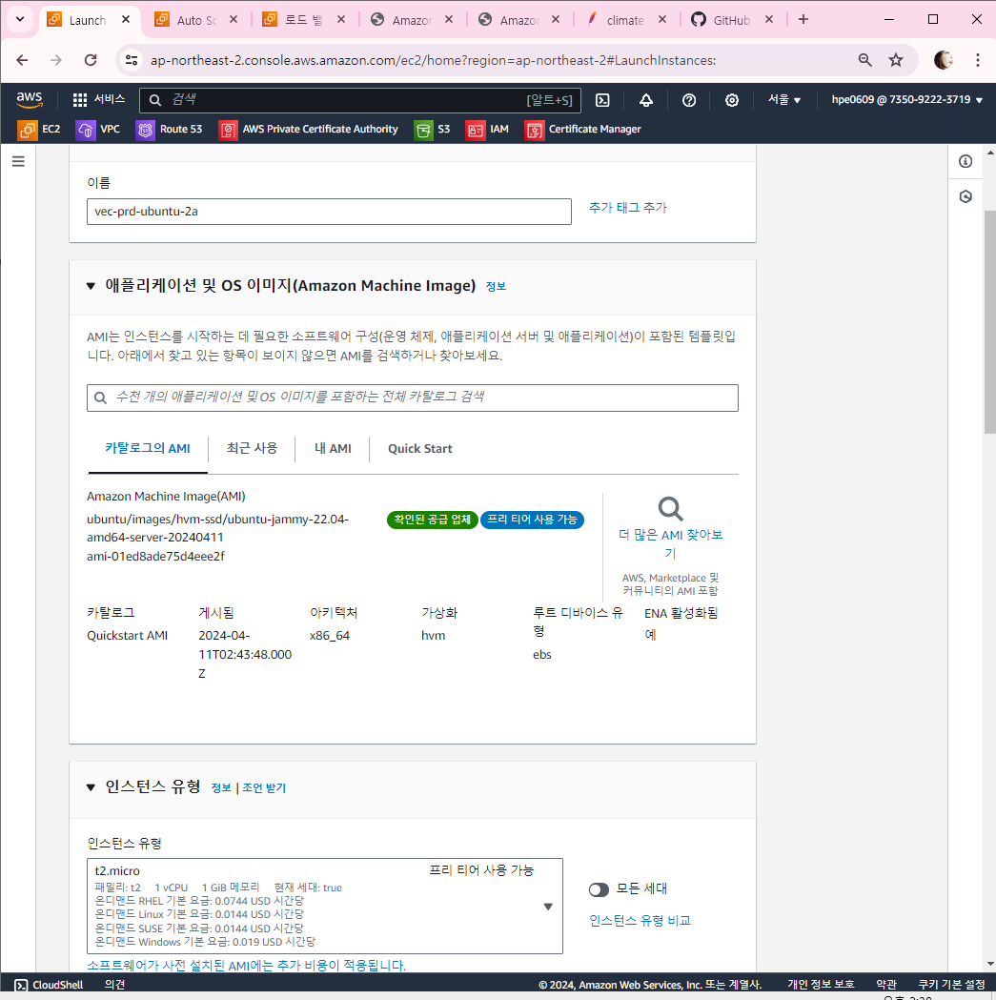 Launch
Auto Sc
로드 밸
Amazon
Amazon
climate
GitHub
ap-northeast-2.console.aws.amazon.com/ec2/home?region=ap-northeast-2#LaunchInstances:
aws
서비스
검색
[알트+S]
서울
hpe0609 @ 7350-9222-3719
EC2
VPC
Route 53
AWS Private Certificate Authority
S3
IAM
Certificate Manager
이름
vec-prd-ubuntu-2a
추가 태그 추가
애플리케이션 및 OS 이미지(Amazon Machine Image) 정보
AMI는 인스턴스를 시작하는 데 필요한 소프트웨어 구성(운영 체제, 애플리케이션 서버 및 애플리케이션)이 포함된 템플릿입
니다. 아래에서 찾고 있는 항목이 보이지 않으면 AMI를 검색하거나 찾아보세요.
수천 개의 애플리케이션 및 OS 이미지를 포함하는 전체 카탈로그 검색
카탈로그의 AMI
최근 사용
내 AMI
Quick Start
Amazon Machine Image(AMI)
ubuntu/images/hvm-ssd/ubuntu-jammy-22.04-
amd64-server-20240411
ami-01ed8ade75d4eee2f
확인된 공급 업체
프리 티어 사용 가능
더 많은 AMI 찾아보
기
AWS, Marketplace 및
커뮤니티의 AMI 포함
카탈로그
Quickstart AMI
게시됨
2024-04-
11T02:43:48.000
Z
아키텍처
x86_64
가상화
hvm
루트 디바이스 유
형
ebs
ENA 활성화됨
예
인스턴스 유형 정보 | 조언 받기
인스턴스 유형
t2.micro
프리 티어 사용 가능
패밀리: t2 1 vCPU 1 GiB 메모리 현재 세대: true
온디맨드 RHEL 기본 요금: 0.0744 USD 시간당
온디맨드 Linux 기본 요금: 0.0144 USD 시간당
온디맨드 SUSE 기본 요금: 0.0144 USD 시간당
온디맨드 Windows 기본 요금: 0.019 USD 시간당
모든 세대
인스턴스 유형 비교
소프트웨어가 사전 설치된 AMI에는 추가 비용이 적용됩니다.
CloudShell
의견
© 2024, Amazon Web Services, Inc. 또는 계열사.
개인 정보 보호
약관
쿠키 기본 설정